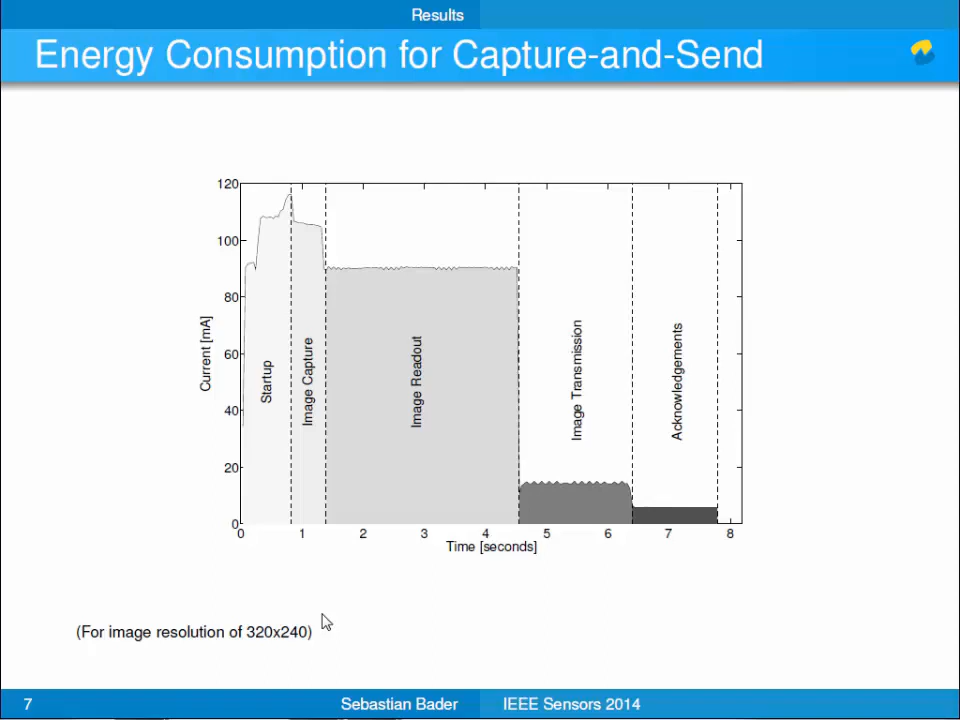 Results
Energy Consumption for Capture-and-Send
120
100
80
60
40
20
0
Current [mA]
Startup
Image Capture
Image Readout
Image Transmission
Acknowledgements
0 1 2 3 4 5 6 7 8
Time [seconds]
(For image resolution of 320x240)
7 Sebastian Bader IEEE Sensors 2014